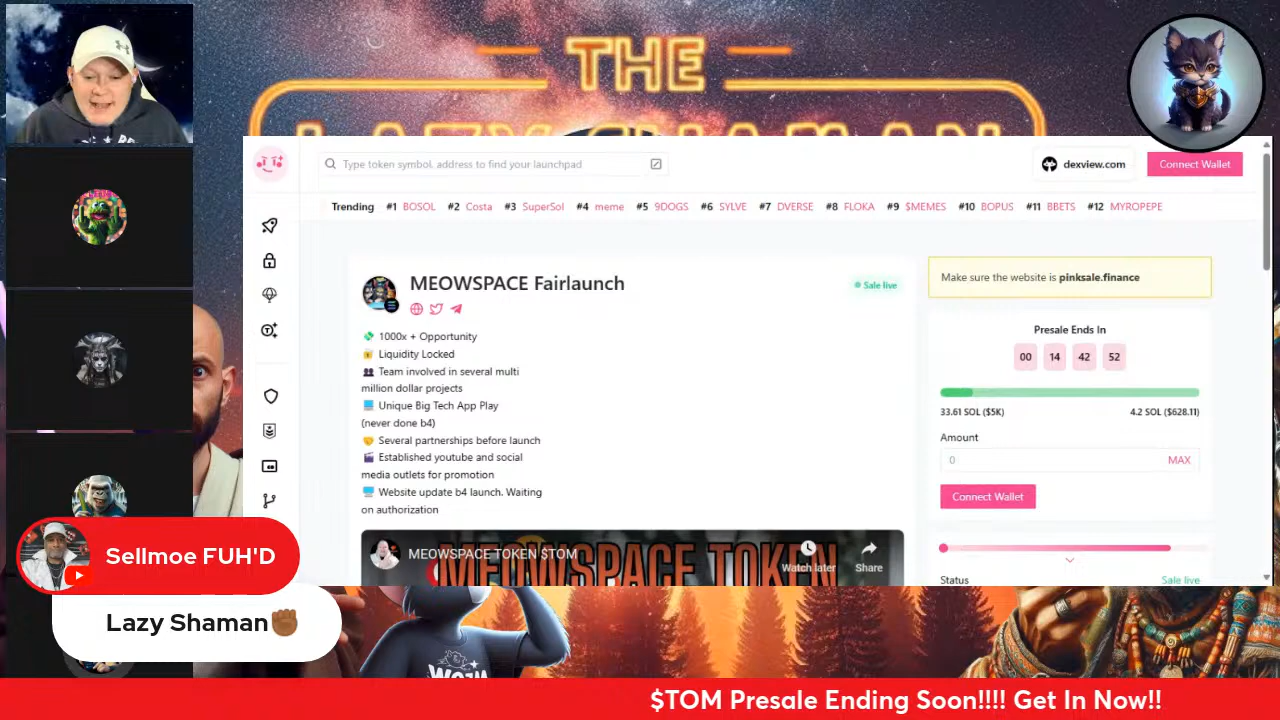 THE
LAZY SHAMAN
Type token symbol. address to find your launchpad
dexview.com
Connect Wallet
Trending #1 BOSOL #2 Costa #3 SuperSol #4 meme #5 9DOGS #6 SYLVE #7 DVERSE #8 FLOKA #9 $MEMES #10 BOPUS #11 BBETS #12 MYROPEPE
MEOWSPACE Fairlaunch
Sale live
💸 1000x + Opportunity
🔒 Liquidity Locked
👥 Team involved in several multi
million dollar projects
💻 Unique Big Tech App Play
(never done b4)
🤝 Several partnerships before launch
🎬 Established youtube and social
media outlets for promotion
💻 Website update b4 launch. Waiting
on authorization
MEOWSPACE TOKEN $TOM
MEOWSPACE TOKEN
Watch later
Share
Make sure the website is pinksale.finance
Presale Ends In
00 14 42 52
33.61 SOL ($5K) 4.2 SOL ($628.11)
Amount
0 MAX
Connect Wallet
Status Sale live
Sellmoe FUH'D
Lazy Shaman✊🏾
$TOM Presale Ending Soon!!!! Get In Now!!